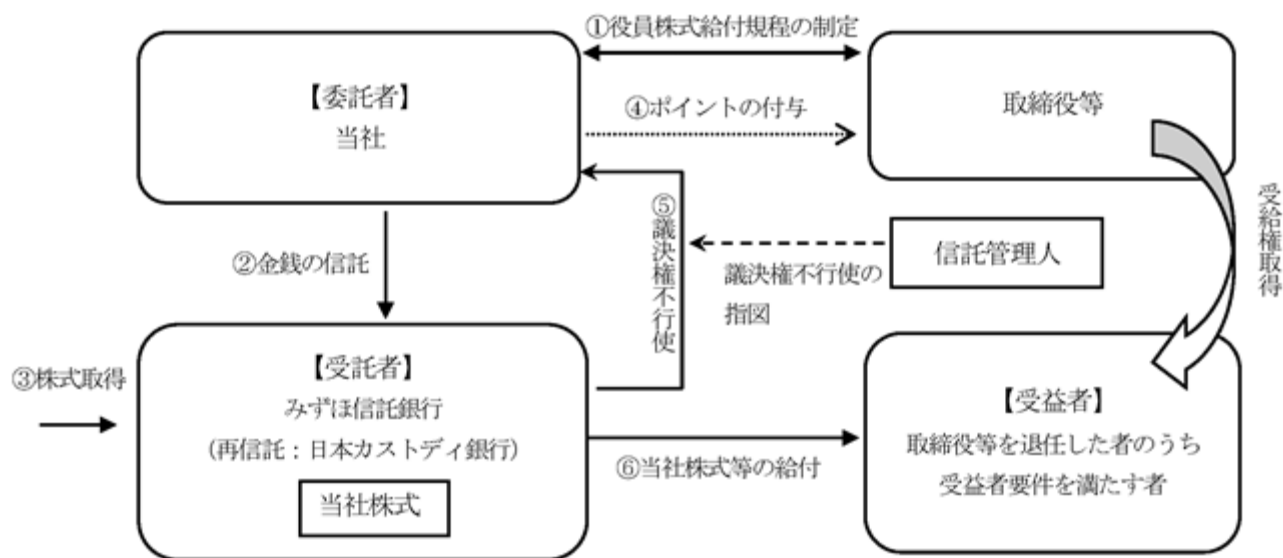 ①役員株式給付規程の制定
【委託者】
当社
④ポイントの付与
取締役等
②金銭の信託
⑤議決権不行使
議決権不行使の
指図
信託管理人
受給権取得
③株式取得
【受託者】
みずほ信託銀行
（再信託：日本カストディ銀行）
当社株式
⑥当社株式等の給付
【受益者】
取締役等を退任した者のうち
受益者要件を満たす者